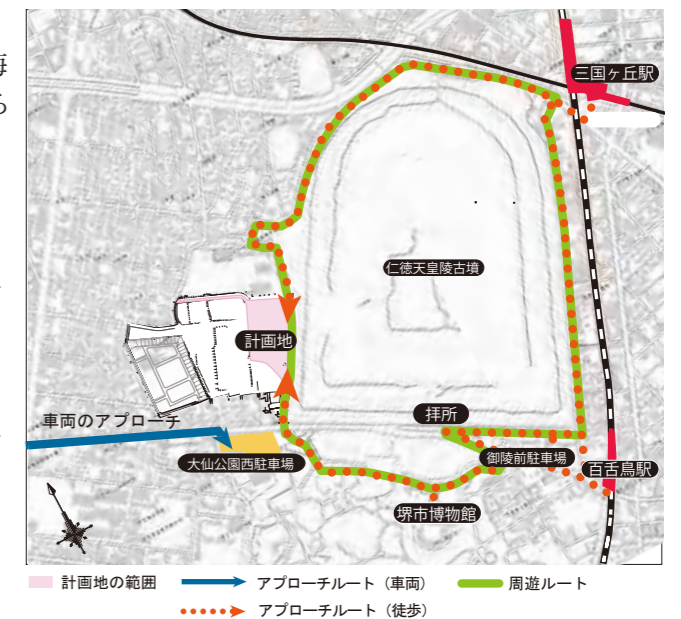 三国ヶ丘駅
仁徳天皇陵古墳
計画地
車両のアプローチ
拝所
大仙公園西駐車場
御陵前駐車場
百舌鳥駅
堺市博物館
計画地の範囲
アプローチルート（車両）
周遊ルート
アプローチルート（徒歩）